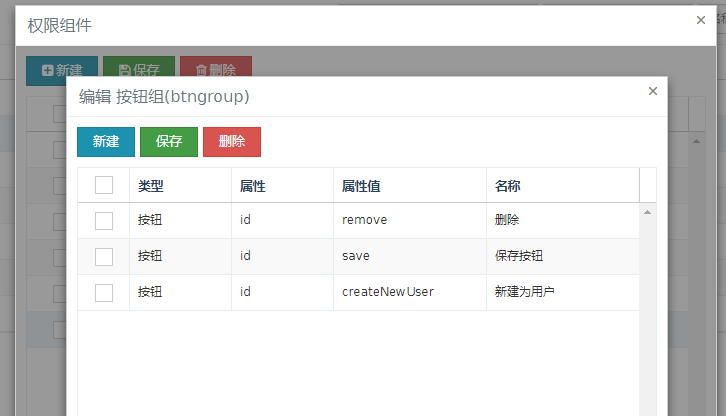 权限组件
×
名称
新建 保存 删除
编辑 按钮组(btngroup)
×
新建 保存 删除
类型 属性 属性值 名称
按钮 id remove 删除
按钮 id save 保存按钮
按钮 id createNewUser 新建为用户